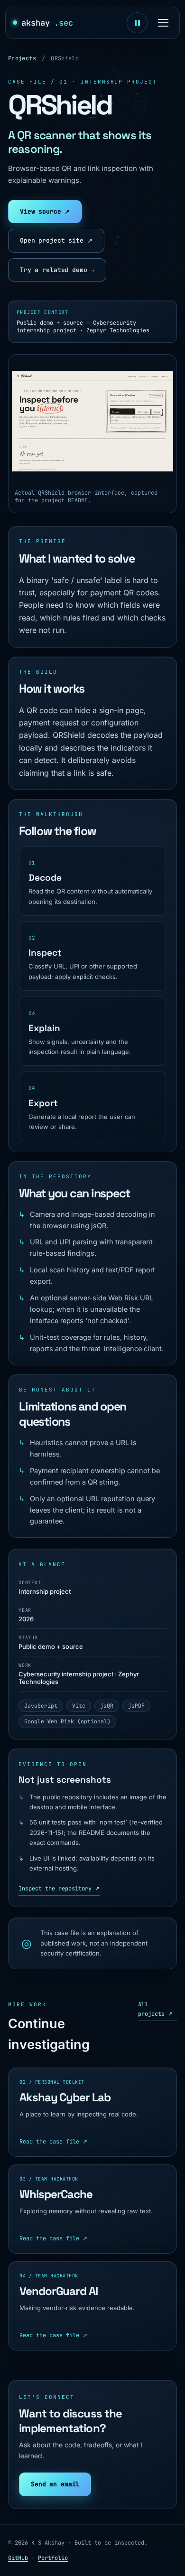 akshay .sec
Projects / QRShield
CASE FILE / 01 · INTERNSHIP PROJECT
QRShield
A QR scanner that shows its
reasoning.
Browser-based QR and link inspection with
explainable warnings.
View source ↗
Open project site ↗
Try a related demo →
PROJECT CONTEXT
Public demo + source · Cybersecurity
internship project · Zephyr Technologies
Inspect before
you interact
Actual QRShield browser interface, captured
for the project README.
THE PREMISE
What I wanted to solve
A binary 'safe / unsafe' label is hard to
trust, especially for payment QR codes.
People need to know which fields were
read, which rules fired and which checks
were not run.
THE BUILD
How it works
A QR code can hide a sign-in page,
payment request or configuration
payload. QRShield decodes the payload
locally and describes the indicators it
can detect. It deliberately avoids
claiming that a link is safe.
THE WALKTHROUGH
Follow the flow
01
Decode
Read the QR content without automatically
opening its destination.
02
Inspect
Classify URL, UPI or other supported
payload; apply explicit checks.
03
Explain
Show signals, uncertainty and the
inspection result in plain language.
04
Export
Generate a local report the user can
review or share.
IN THE REPOSITORY
What you can inspect
↳ Camera and image-based decoding in
the browser using jsQR.
↳ URL and UPI parsing with transparent
rule-based findings.
↳ Local scan history and text/PDF report
export.
↳ An optional server-side Web Risk URL
lookup; when it is unavailable the
interface reports 'not checked'.
↳ Unit-test coverage for rules, history,
reports and the threat-intelligence client.
BE HONEST ABOUT IT
Limitations and open
questions
↳ Heuristics cannot prove a URL is
harmless.
↳ Payment recipient ownership cannot be
confirmed from a QR string.
↳ Only an optional URL reputation query
leaves the client; its result is not a
guarantee.
AT A GLANCE
CONTEXT
Internship project
YEAR
2026
STATUS
Public demo + source
WORK
Cybersecurity internship project · Zephyr
Technologies
JavaScript Vite jsQR jsPDF
Google Web Risk (optional)
EVIDENCE TO OPEN
Not just screenshots
↳ The public repository includes an image of the
desktop and mobile interface.
↳ 56 unit tests pass with `npm test` (re-verified
2026-11-15); the README documents the
exact commands.
↳ Live UI is linked; availability depends on its
external hosting.
Inspect the repository ↗
This case file is an explanation of
published work, not an independent
security certification.
MORE WORK
Continue
investigating
All
projects ↗
02 / PERSONAL TOOLKIT
Akshay Cyber Lab
A place to learn by inspecting real code.
Read the case file ↗
03 / TEAM HACKATHON
WhisperCache
Exploring memory without revealing raw text.
Read the case file ↗
04 / TEAM HACKATHON
VendorGuard AI
Making vendor-risk evidence readable.
Read the case file ↗
LET'S CONNECT
Want to discuss the
implementation?
Ask about the code, tradeoffs, or what I
learned.
Send an email
© 2026 K S Akshay · Built to be inspected.
GitHub · Portfolio